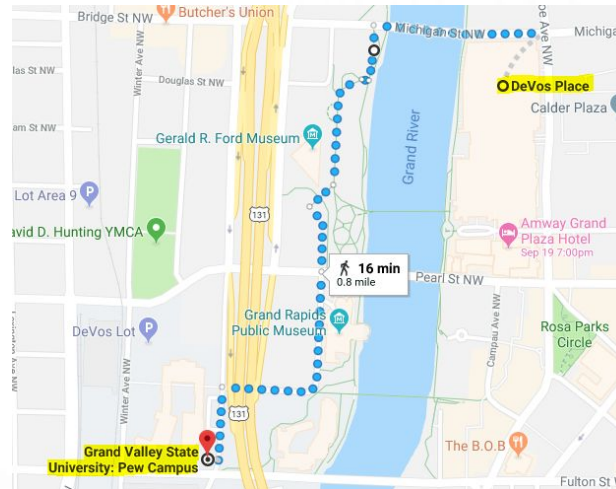 Bridge St NW
Butcher's Union
Michigan St NW
Michiga
Winter Ave NW
las St NW
Douglas St NW
DeVos Place
Calder Plaza
Gerald R. Ford Museum
Grand River
Lot Area 9
131
avid D. Hunting YMCA
Amway Grand
Plaza Hotel
Sep 19 7:00pm
16 min
0.8 mile
Pearl St NW
Grand Rapids
Public Museum
DeVos Lot
Rosa Parks
Circle
Campau Ave NW
Winter Ave NW
131
Grand Valley State
University: Pew Campus
The B.O.B
Fulton St